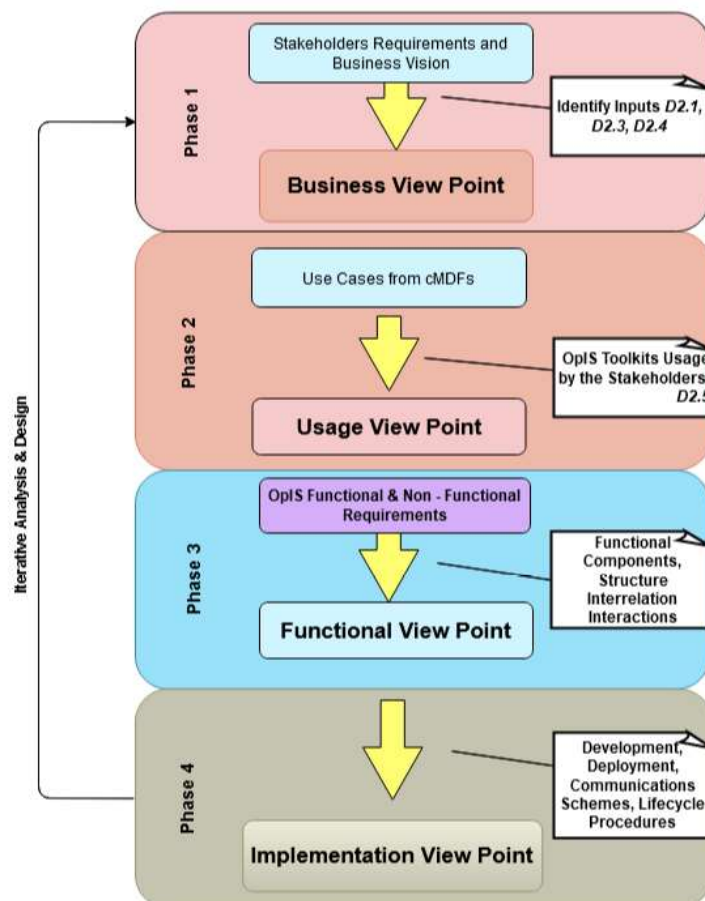 Stakeholders Requirements and
Business Vision
Phase 1
Identify Inputs D2.1,
D2.3, D2.4
Business View Point
Use Cases from cMDFs
Phase 2
OpIS Toolkits Usage
by the Stakeholders
D2.5
Usage View Point
Iterative Analysis & Design
OpIS Functional & Non - Functional
Requirements
Phase 3
Functional
Components,
Structure
Interrelation
Interactions
Functional View Point
Phase 4
Development,
Deployment,
Communications
Schemes, Lifecycle
Procedures
Implementation View Point